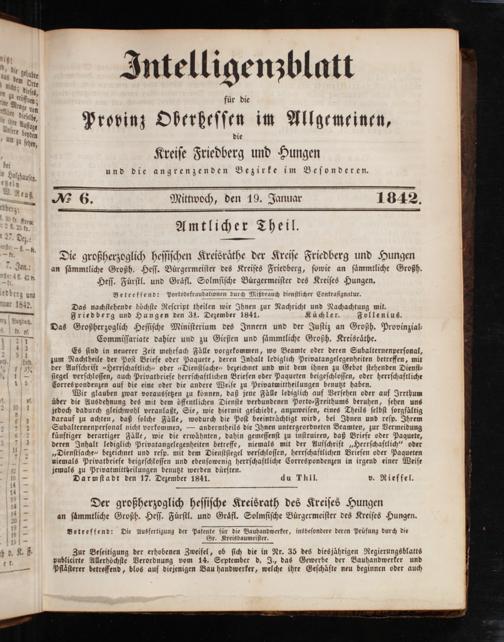 Intelligenzblatt
für die
Provinz Oberhessen im Allgemeinen,
die
Kreise Friedberg und Hungen
und die angrenzenden Bezirke im Besonderen.
№ 6. Mittwoch, den 19. Januar 1842.
Amtlicher Theil.
Die großherzoglich hessischen Kreisräthe der Kreise Friedberg und Hungen
an sämmtliche Großh. Hess. Bürgermeister des Kreises Friedberg, sowie an sämmtliche Großh.
Hess. Fürstl. und Gräfl. Solmsische Bürgermeister des Kreises Hungen.
Betreffend: Portodefraudationen durch Mißbrauch dienstlicher Contrasignatur.
Das nachstehende höchste Rescript theilen wir Ihnen zur Nachricht und Nachachtung mit.
Friedberg und Hungen den 31. Dezember 1841. Küchler. Follenius.
Das Großherzoglich Hessische Ministerium des Innern und der Justiz an Großh. Provinzial-
Commissariate dahier und zu Gießen und sämmtliche Großh. Kreisräthe.
Es sind in neuerer Zeit mehrfach Fälle vorgekommen, wo Beamte oder deren Subalternenpersonal,
zum Nachtheile der Post Briefe oder Paquete, deren Inhalt lediglich Privatangelegenheiten betreffen, mit
der Aufschrift »Herrschaftlich« oder »Dienstsache« bezeichnet und mit dem ihnen zu Gebot stehenden Dienst-
siegel verschlossen, auch Privatbriefe herrschaftlichen Briefen oder Paqueten beigeschlossen, oder herrschaftliche
Correspondenzen auf die eine oder die andere Weise zu Privatmittheilungen benutzt haben.
Wir glauben zwar voraussetzen zu können, daß jene Fälle lediglich auf Versehen oder auf Irrthum
über die Ausdehnung des mit dem öffentlichen Dienste verbundenen Porto-Freithums beruhen, sehen uns
jedoch dadurch gleichwohl veranlaßt, Sie, wie hiermit geschieht, anzuweisen, eines Theils selbst sorgfältig
darauf zu achten, daß solche Fälle, wodurch die Post beeinträchtigt wird, bei Ihnen und resp. Ihrem
Subalternenpersonal nicht vorkommen, — anderntheils die Ihnen untergeordneten Beamten, zur Vermeidung
künftiger derartiger Fälle, wie die erwähnten, dahin gemessenst zu instruiren, daß Briefe oder Paquete,
deren Inhalt lediglich Privatangelegenheiten betreffe, niemals mit der Aufschrift „Herrschaftlich“ oder
„Dienstsache“ bezeichnet und resp. mit dem Dienstsiegel verschlossen, herrschaftlichen Briefen oder Paqueten
niemals Privatbriefe beigeschlossen und ebensowenig herrschaftliche Correspondenzen in irgend einer Weise
jemals zu Privatmittheilungen benutzt werden dürften.
Darmstadt den 17. Dezember 1841. du Thil. v. Rieffel.
Der großherzoglich hessische Kreisrath des Kreises Hungen
an sämmtliche Großh. Hess. Fürstl. und Gräfl. Solmsische Bürgermeister des Kreises Hungen.
Betreffend: Die Ausfertigung der Patente für die Bauhandwerker, insbesondere deren Prüfung durch die
Gr. Kreisbaumeister.
Zur Beseitigung der erhobenen Zweifel, ob sich die in Nr. 35 des diesjährigen Regierungsblatts
publicirte Allerhöchste Verordnung vom 14. September d. J., das Gewerbe der Bauhandwerker und
Pflästerer betreffend, blos auf diejenigen Bauhandwerker, welche ihre Geschäfte neu beginnen oder auch